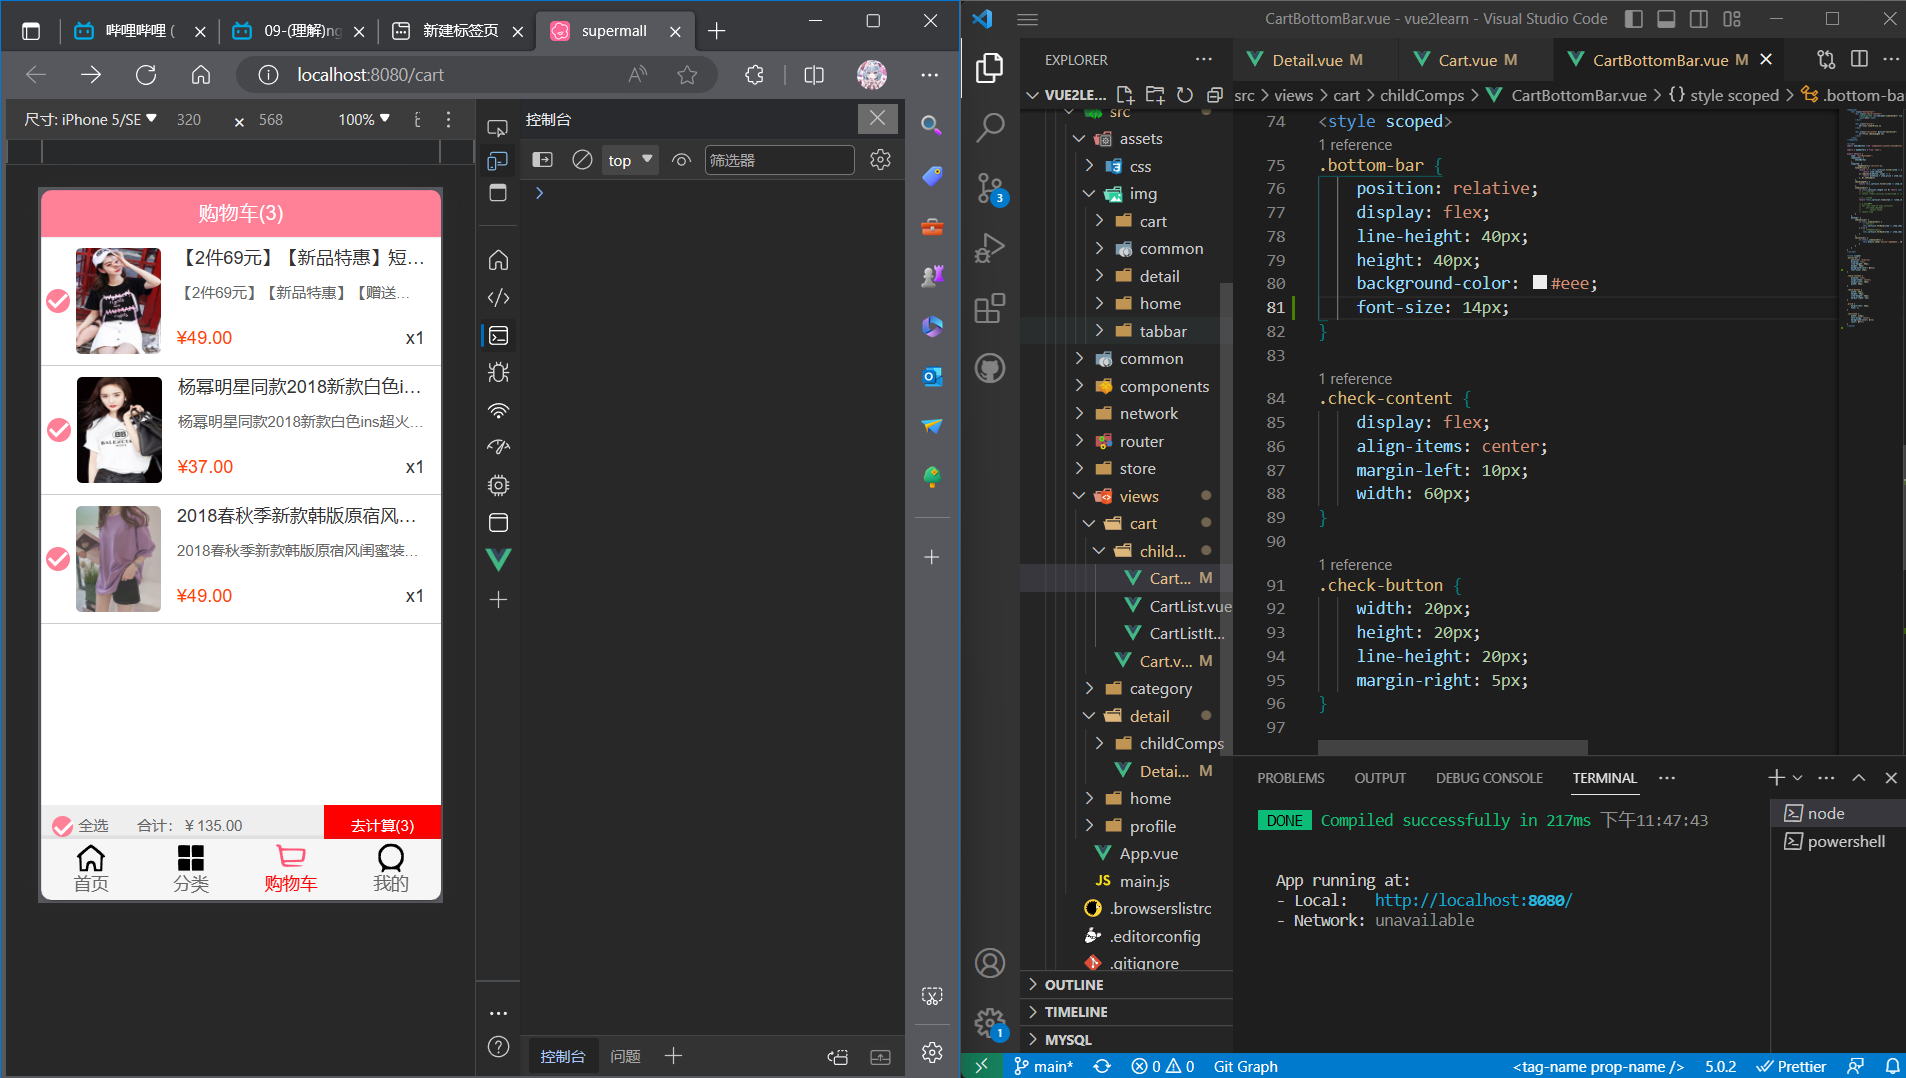 哔哩哔哩 (
09-(理解)ng
新建标签页
supermall
localhost:8080/cart
尺寸: iPhone 5/SE
320
×
568
100%
购物车(3)
【2件69元】【新品特惠】短...
【2件69元】【新品特惠】【赠送...
¥49.00
x1
杨幂明星同款2018新款白色i...
杨幂明星同款2018新款白色ins超火...
¥37.00
x1
2018春秋季新款韩版原宿风...
2018春秋季新款韩版原宿风闺蜜装...
¥49.00
x1
全选
合计: ¥135.00
去计算(3)
首页
分类
购物车
我的
控制台
top
筛选器
控制台
问题
CartBottomBar.vue - vue2learn - Visual Studio Code
EXPLORER
Detail.vue M
Cart.vue M
CartBottomBar.vue M
VUE2LE...
src > views > cart > childComps > CartBottomBar.vue > {} style scoped > .bottom-ba
src
assets
css
img
cart
common
detail
home
tabbar
common
components
network
router
store
views
cart
child...
Cart... M
CartList.vue
CartListIt...
Cart.v... M
category
detail
childComps
Detai... M
home
profile
App.vue
JS main.js
.browserslistrc
.editorconfig
.gitignore
OUTLINE
TIMELINE
MYSQL
3
1
74 <style scoped>
1 reference
75 .bottom-bar {
76 position: relative;
77 display: flex;
78 line-height: 40px;
79 height: 40px;
80 background-color: #eee;
81 font-size: 14px;
82 }
83
1 reference
84 .check-content {
85 display: flex;
86 align-items: center;
87 margin-left: 10px;
88 width: 60px;
89 }
90
1 reference
91 .check-button {
92 width: 20px;
93 height: 20px;
94 line-height: 20px;
95 margin-right: 5px;
96 }
97
PROBLEMS
OUTPUT
DEBUG CONSOLE
TERMINAL
DONE Compiled successfully in 217ms 下午11:47:43
App running at:
- Local: http://localhost:8080/
- Network: unavailable
node
powershell
main*
0
0
Git Graph
<tag-name prop-name />
5.0.2
Prettier